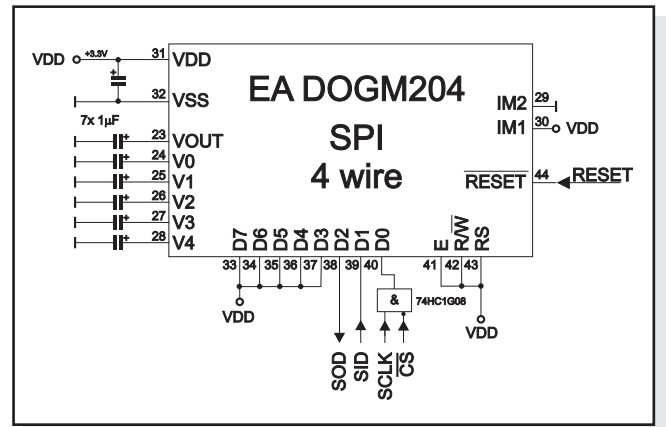 EA DOGM204
SPI
4 wire
VDD
+3.3V
31
VDD
32
VSS
7x 1µF
23
VOUT
24
V0
25
V1
26
V2
27
V3
28
V4
IM2
29
IM1
30
VDD
RESET
44
RESET
D7
D6
D5
D4
D3
D2
D1
D0
E
R/W
RS
33
34
35
36
37
38
39
40
41
42
43
VDD
&
74HC1G08
VDD
SOD
SID
SCLK
CS